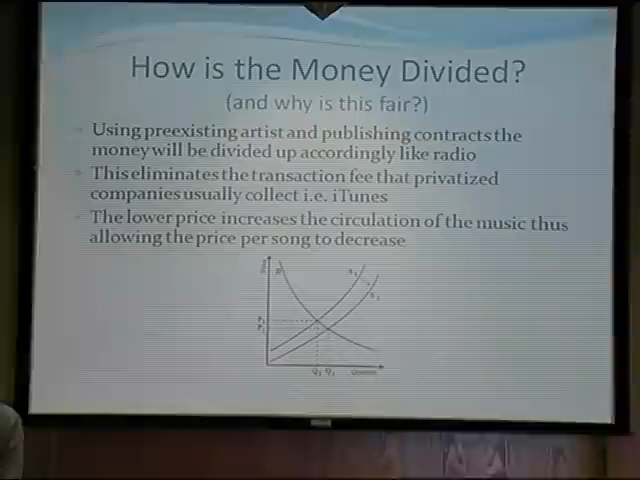 How is the Money Divided?
(and why is this fair?)
Using preexisting artist and publishing contracts the
money will be divided up accordingly like radio
This eliminates the transaction fee that privatized
companies usually collect i.e. iTunes
The lower price increases the circulation of the music thus
allowing the price per song to decrease
D